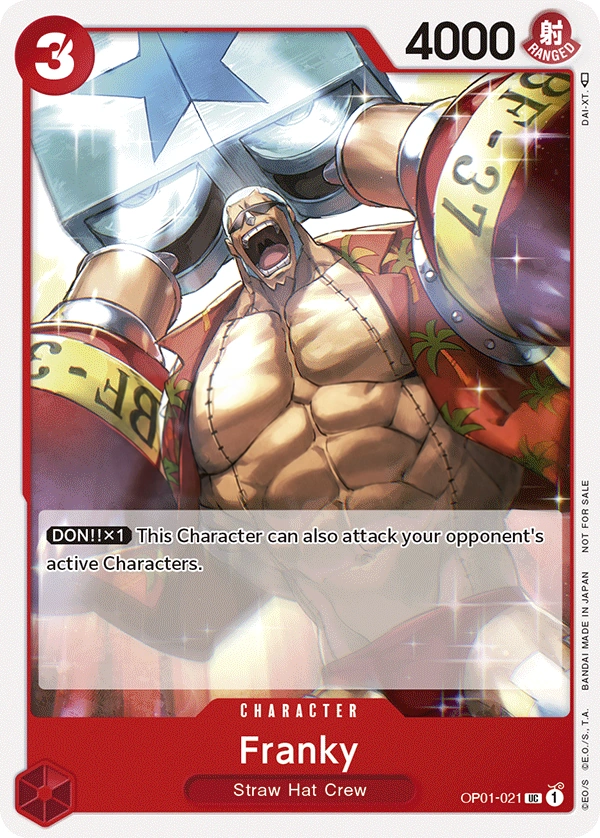 3
4000
射
RANGED
DAI-XT.
BF-37
BF-3
DON!!×1 This Character can also attack your opponent's
active Characters.
CHARACTER
Franky
Straw Hat Crew
OP01-021 UC 1
©E.O/S ©E.O./S., T.A. BANDAI MADE IN JAPAN NOT FOR SALE